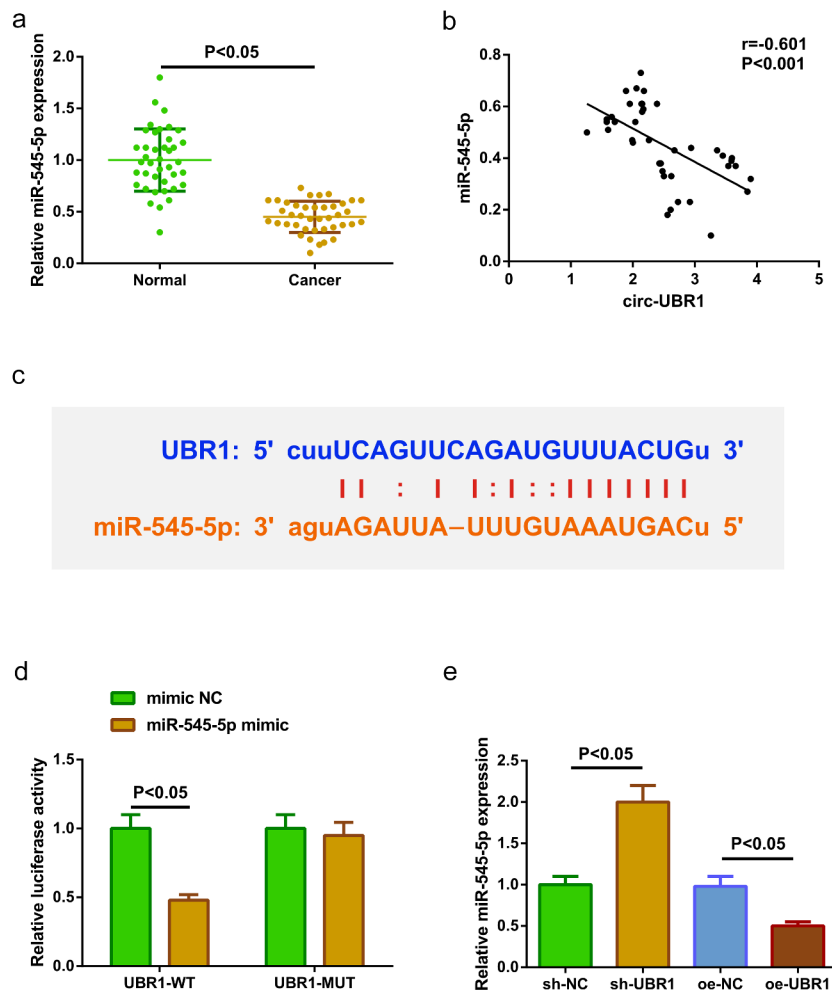 a
P<0.05
Relative miR-545-5p expression
2.0
1.5
1.0
0.5
0.0
Normal
Cancer
b
r=-0.601
P<0.001
miR-545-5p
0.8
0.6
0.4
0.2
0.0
0
1
2
3
4
5
circ-UBR1
c
UBR1: 5' cuuUCAGUUCAGAUGUUUACUGu 3'
miR-545-5p: 3' aguAGAUUA–UUUGUAAAUGACu 5'
d
mimic NC
miR-545-5p mimic
Relative luciferase activity
1.5
1.0
0.5
0.0
P<0.05
UBR1-WT
UBR1-MUT
e
Relative miR-545-5p expression
2.5
2.0
1.5
1.0
0.5
0.0
P<0.05
P<0.05
sh-NC
sh-UBR1
oe-NC
oe-UBR1